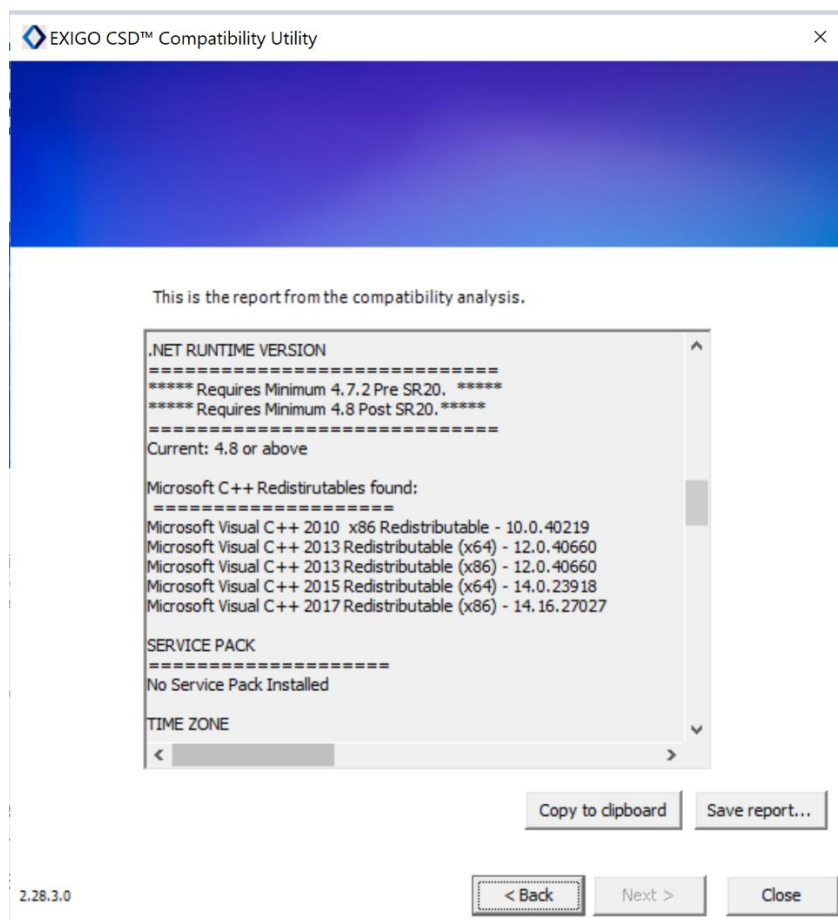 EXIGO CSD™ Compatibility Utility
This is the report from the compatibility analysis.
.NET RUNTIME VERSION
==============================
***** Requires Minimum 4.7.2 Pre SR20.  *****
***** Requires Minimum 4.8 Post SR20.*****
==============================
Current: 4.8 or above
Microsoft C++ Redistirutables found:
====================
Microsoft Visual C++ 2010  x86 Redistributable - 10.0.40219
Microsoft Visual C++ 2013 Redistributable (x64) - 12.0.40660
Microsoft Visual C++ 2013 Redistributable (x86) - 12.0.40660
Microsoft Visual C++ 2015 Redistributable (x64) - 14.0.23918
Microsoft Visual C++ 2017 Redistributable (x86) - 14.16.27027
SERVICE PACK
====================
No Service Pack Installed
TIME ZONE
Copy to clipboard
Save report...
2.28.3.0
< Back
Next >
Close